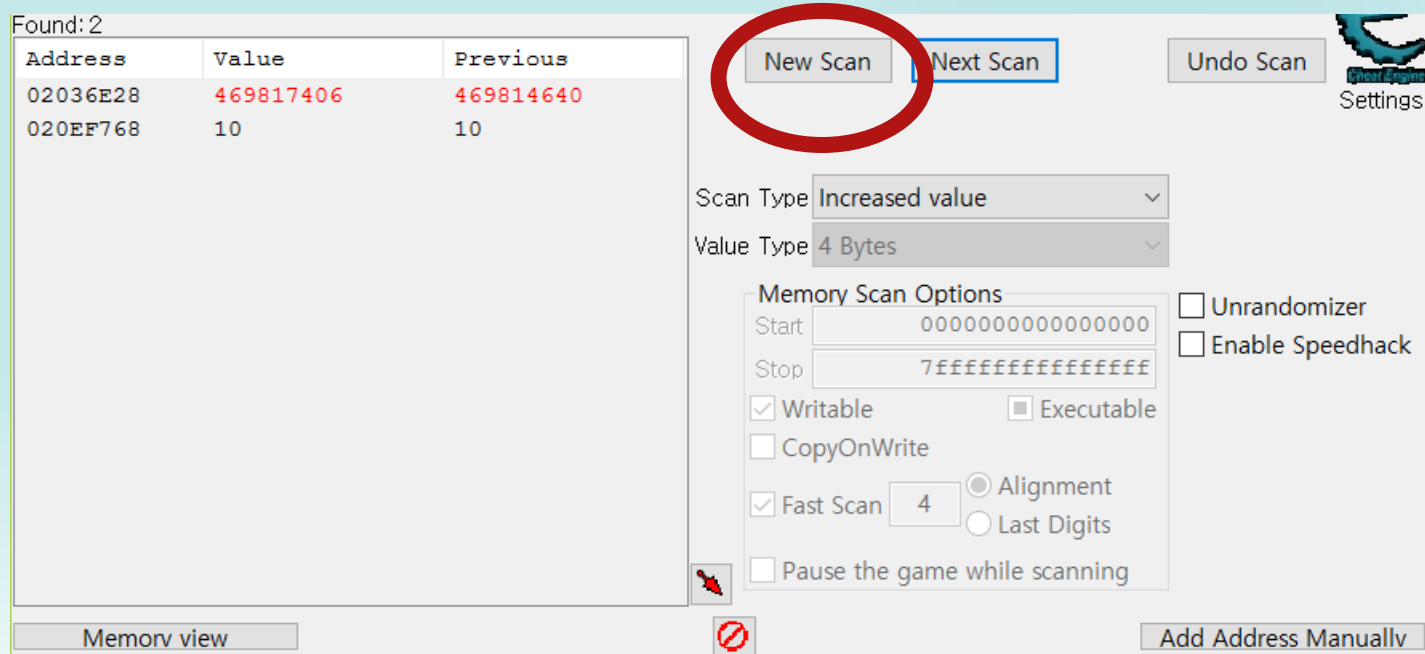 Found: 2
Address Value Previous
02036E28 469817406 469814640
020EF768 10 10
New Scan Next Scan Undo Scan
Cheat Engine
Settings
Scan Type Increased value
Value Type 4 Bytes
Memory Scan Options
Start 0000000000000000
Stop 7fffffffffffffff
Unrandomizer
Enable Speedhack
Writable Executable
CopyOnWrite
Fast Scan 4 Alignment
Last Digits
Pause the game while scanning
Memory view Add Address Manually